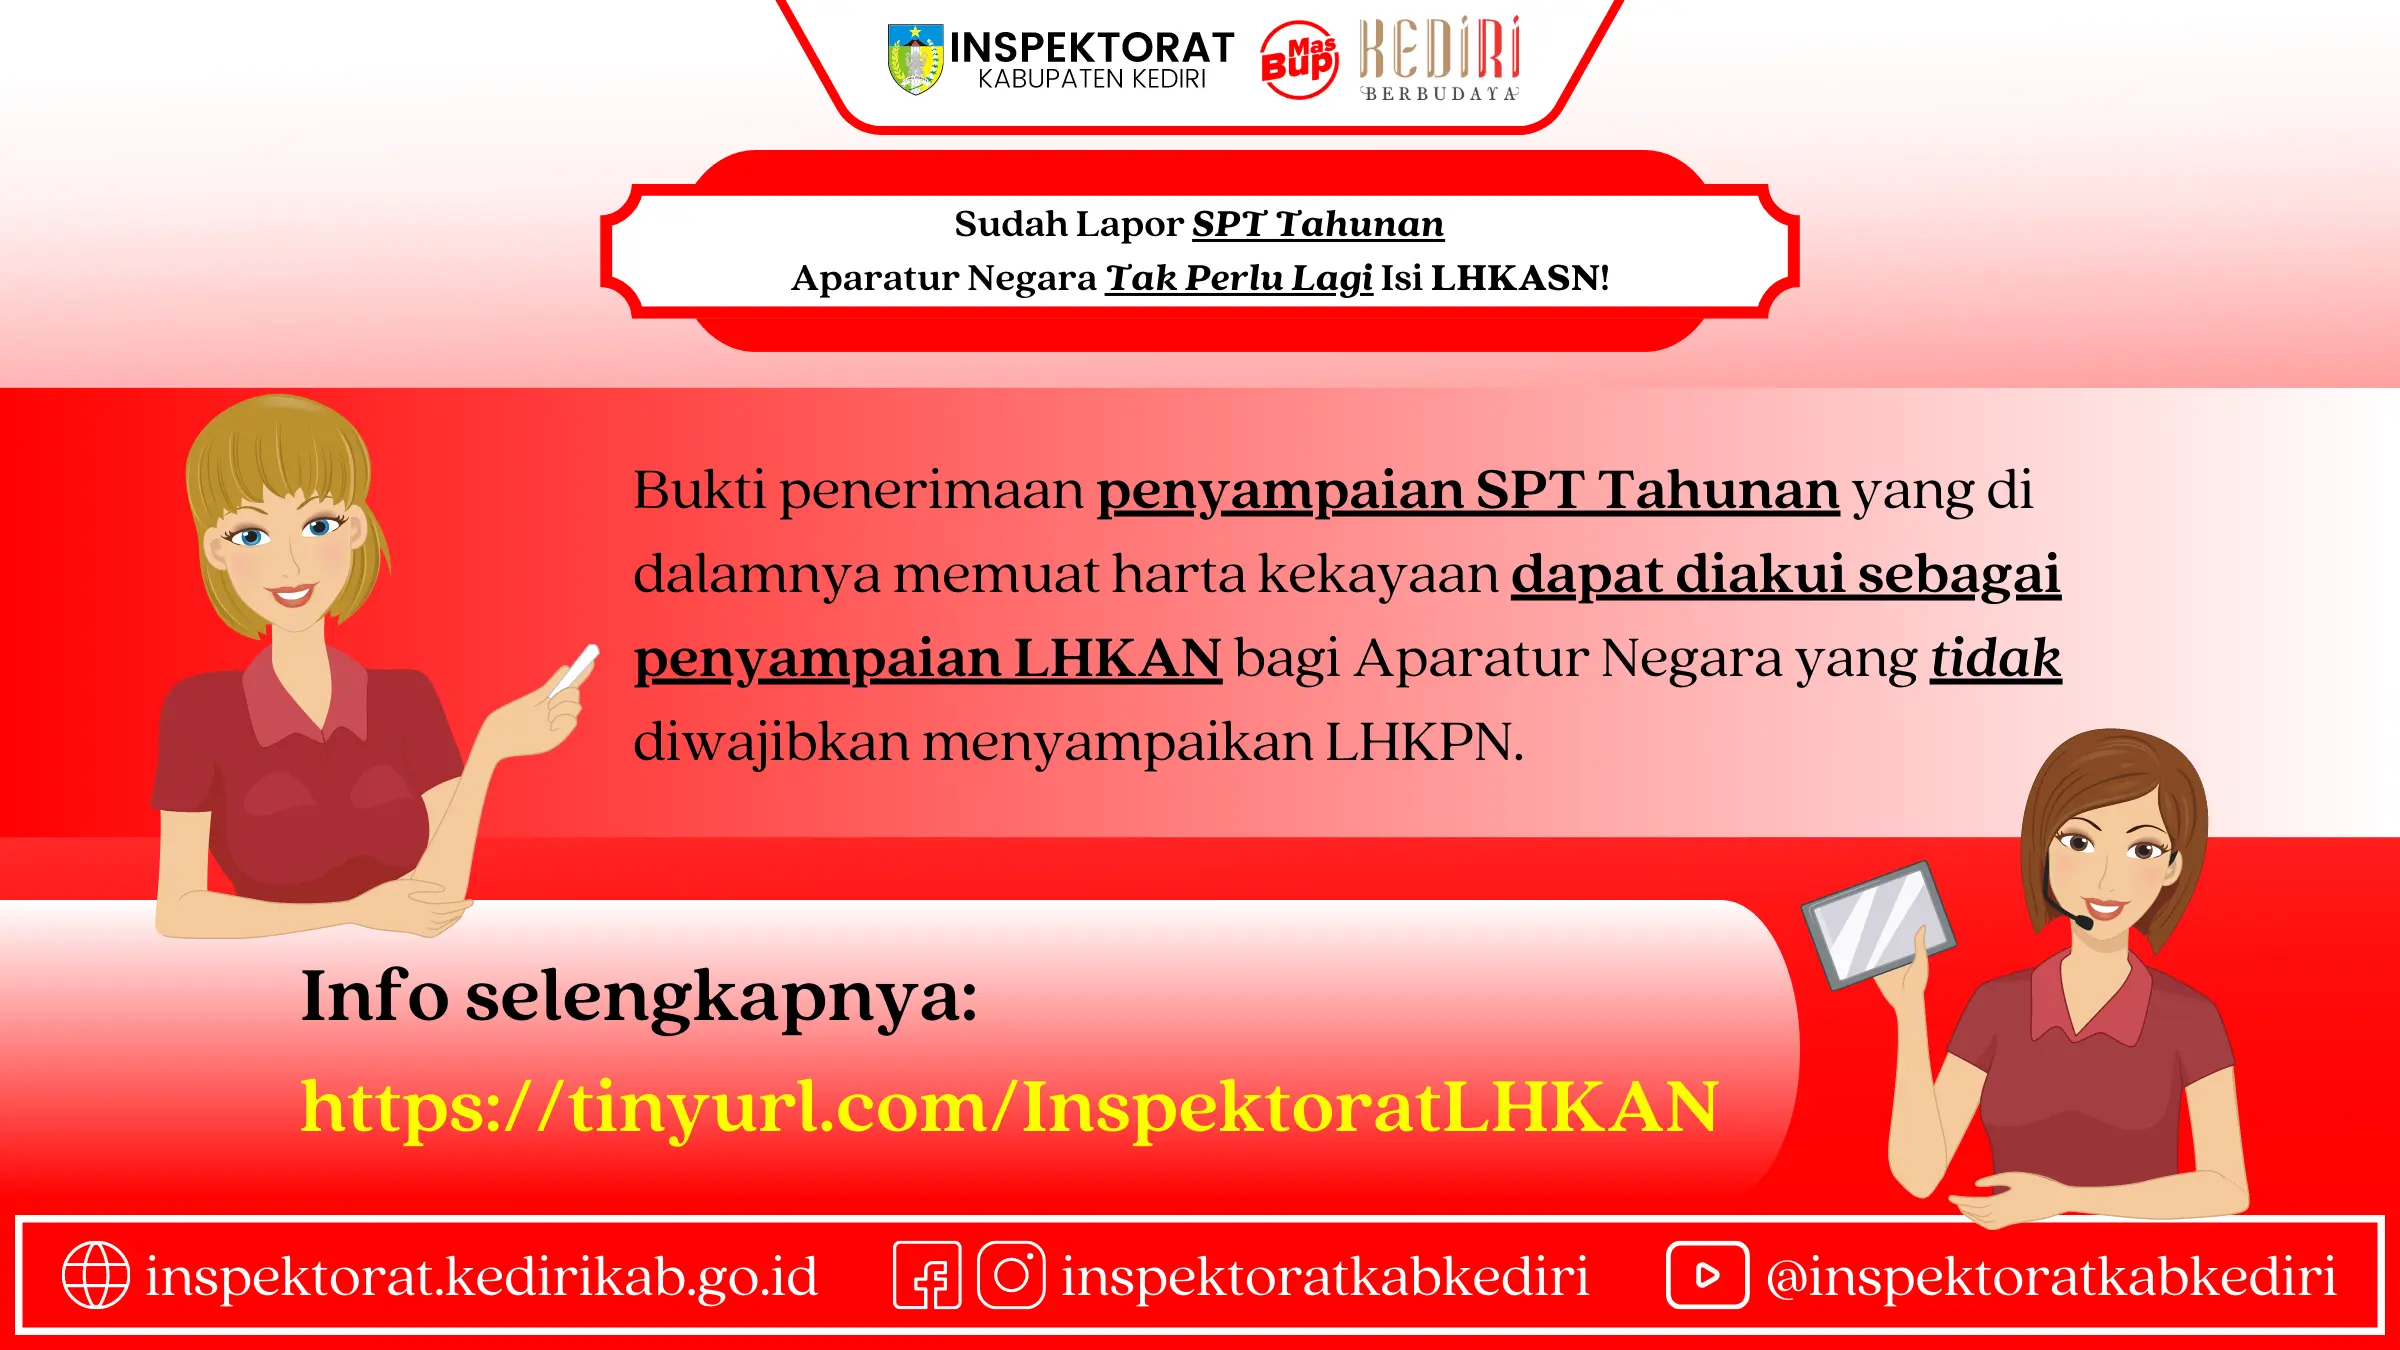 INSPEKTORAT
KABUPATEN KEDIRI
Mas
Bup
KEDIRI
BERBUDAYA
Sudah Lapor SPT Tahunan
Aparatur Negara Tak Perlu Lagi Isi LHKASN!
Bukti penerimaan penyampaian SPT Tahunan yang di
dalamnya memuat harta kekayaan dapat diakui sebagai
penyampaian LHKAN bagi Aparatur Negara yang tidak
diwajibkan menyampaikan LHKPN.
Info selengkapnya:
https://tinyurl.com/InspektoratLHKAN
inspektorat.kedirikab.go.id
inspektoratkabkediri
@inspektoratkabkediri